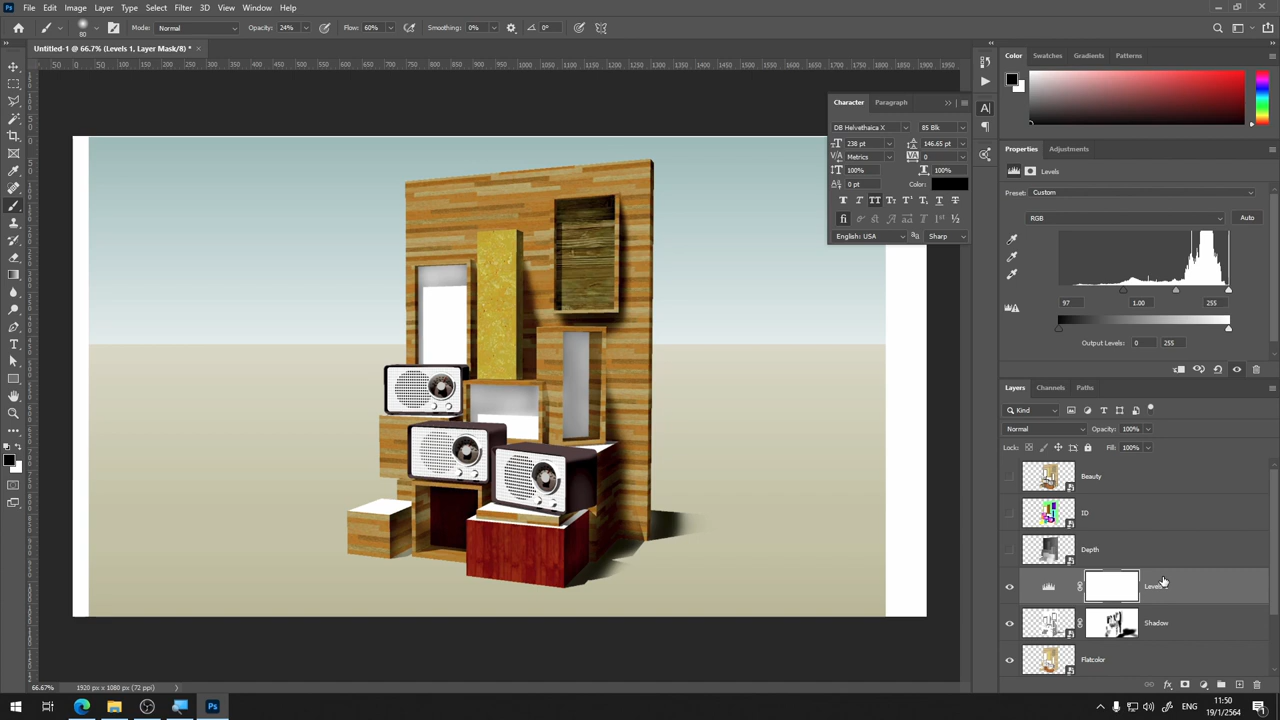 Ps File Edit Image Layer Type Select Filter 3D View Window Help
80 Mode: Normal Opacity: 24% Flow: 60% Smoothing: 0% 0°
Untitled-1 @ 66.7% (Levels 1, Layer Mask/8) * ×
Color Swatches Gradients Patterns
Character Paragraph
DB Helvethaica X 85 Blk
238 pt 146.65 pt
Metrics 0
100% 100%
0 pt Color:
English: USA Sharp
Properties Adjustments
Levels
Preset: Custom
RGB Auto
97 1.00 255
Output Levels: 0 255
Layers Channels Paths
Kind
Normal Opacity: 100%
Lock: Fill: 100%
Beauty
ID
Depth
Levels
Shadow
Flatcolor
66.67% 1920 px x 1080 px (72 ppi)
ENG
11:50
19/1/2564